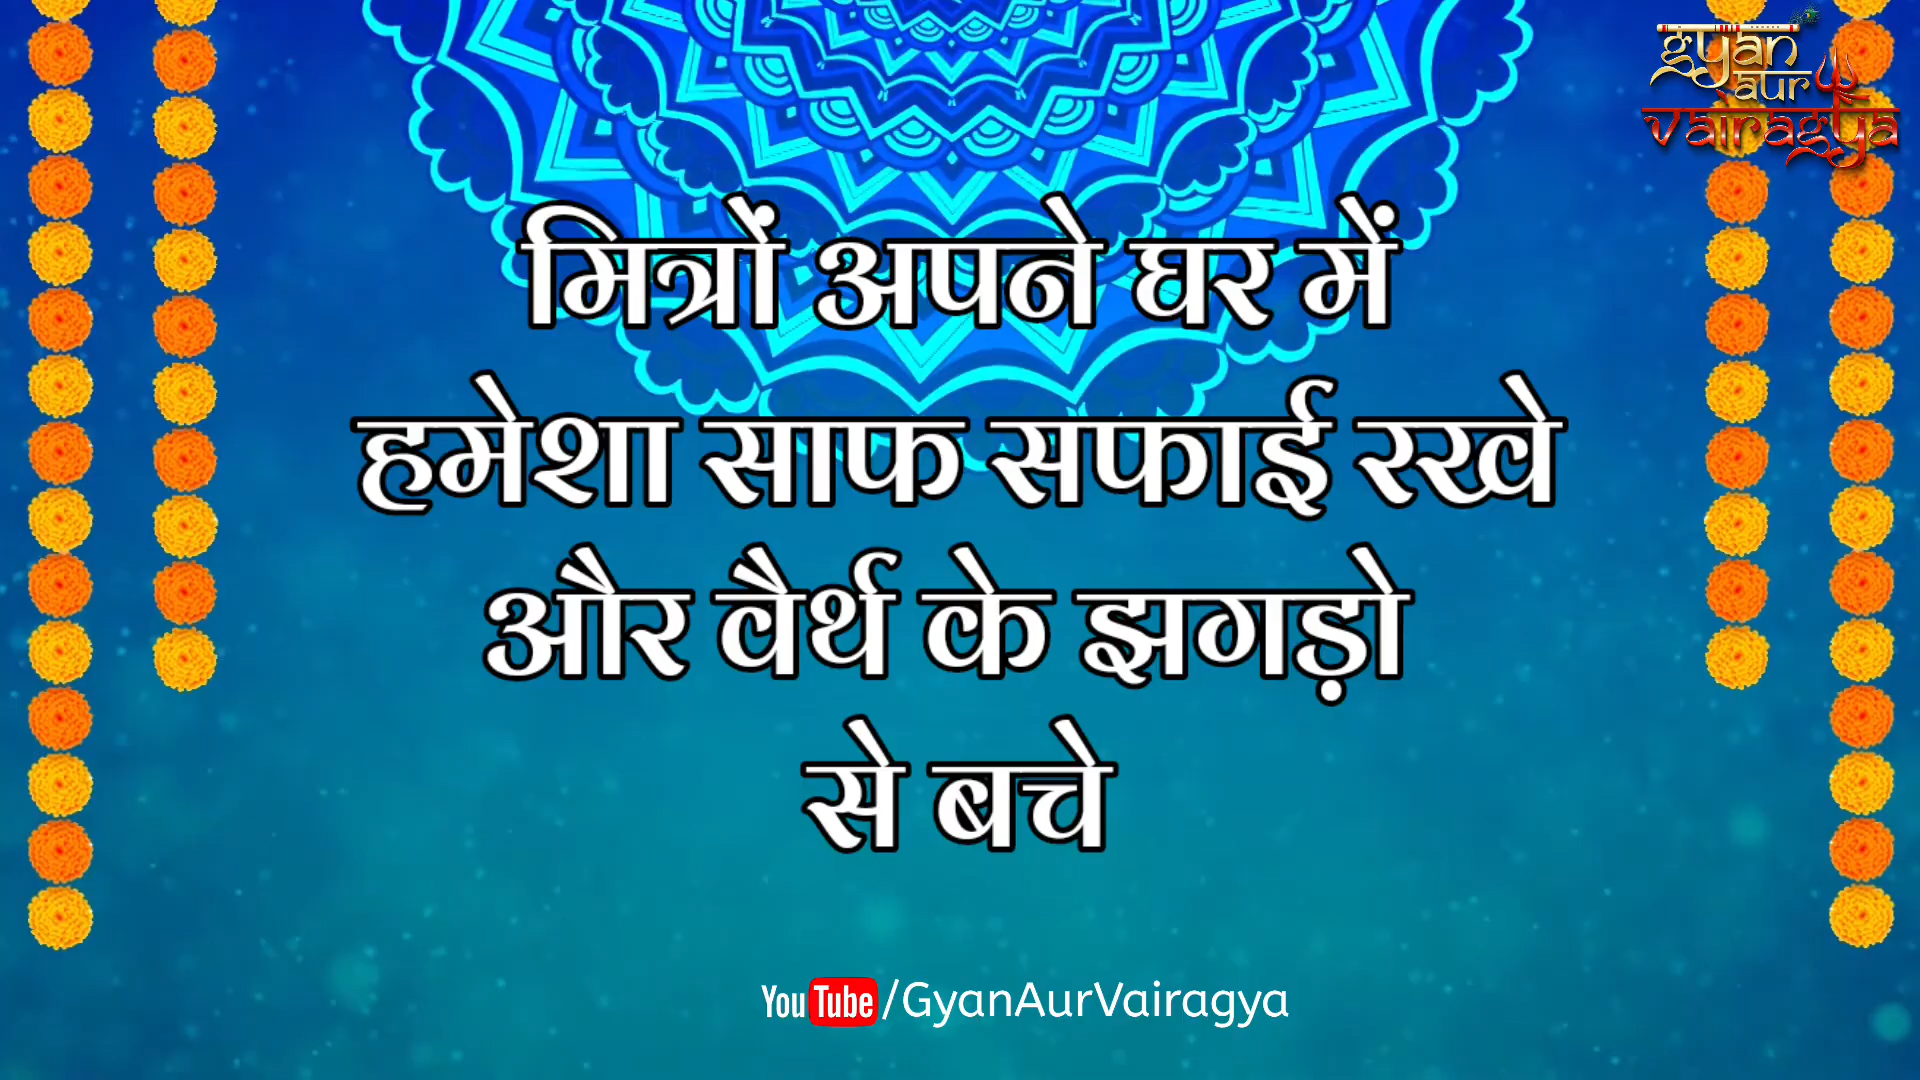 gyan
aur
vairagya
मित्रों अपने घर में
हमेशा साफ सफाई रखे
और वैर्थ के झगड़ो
से बचे
YouTube/GyanAurVairagya